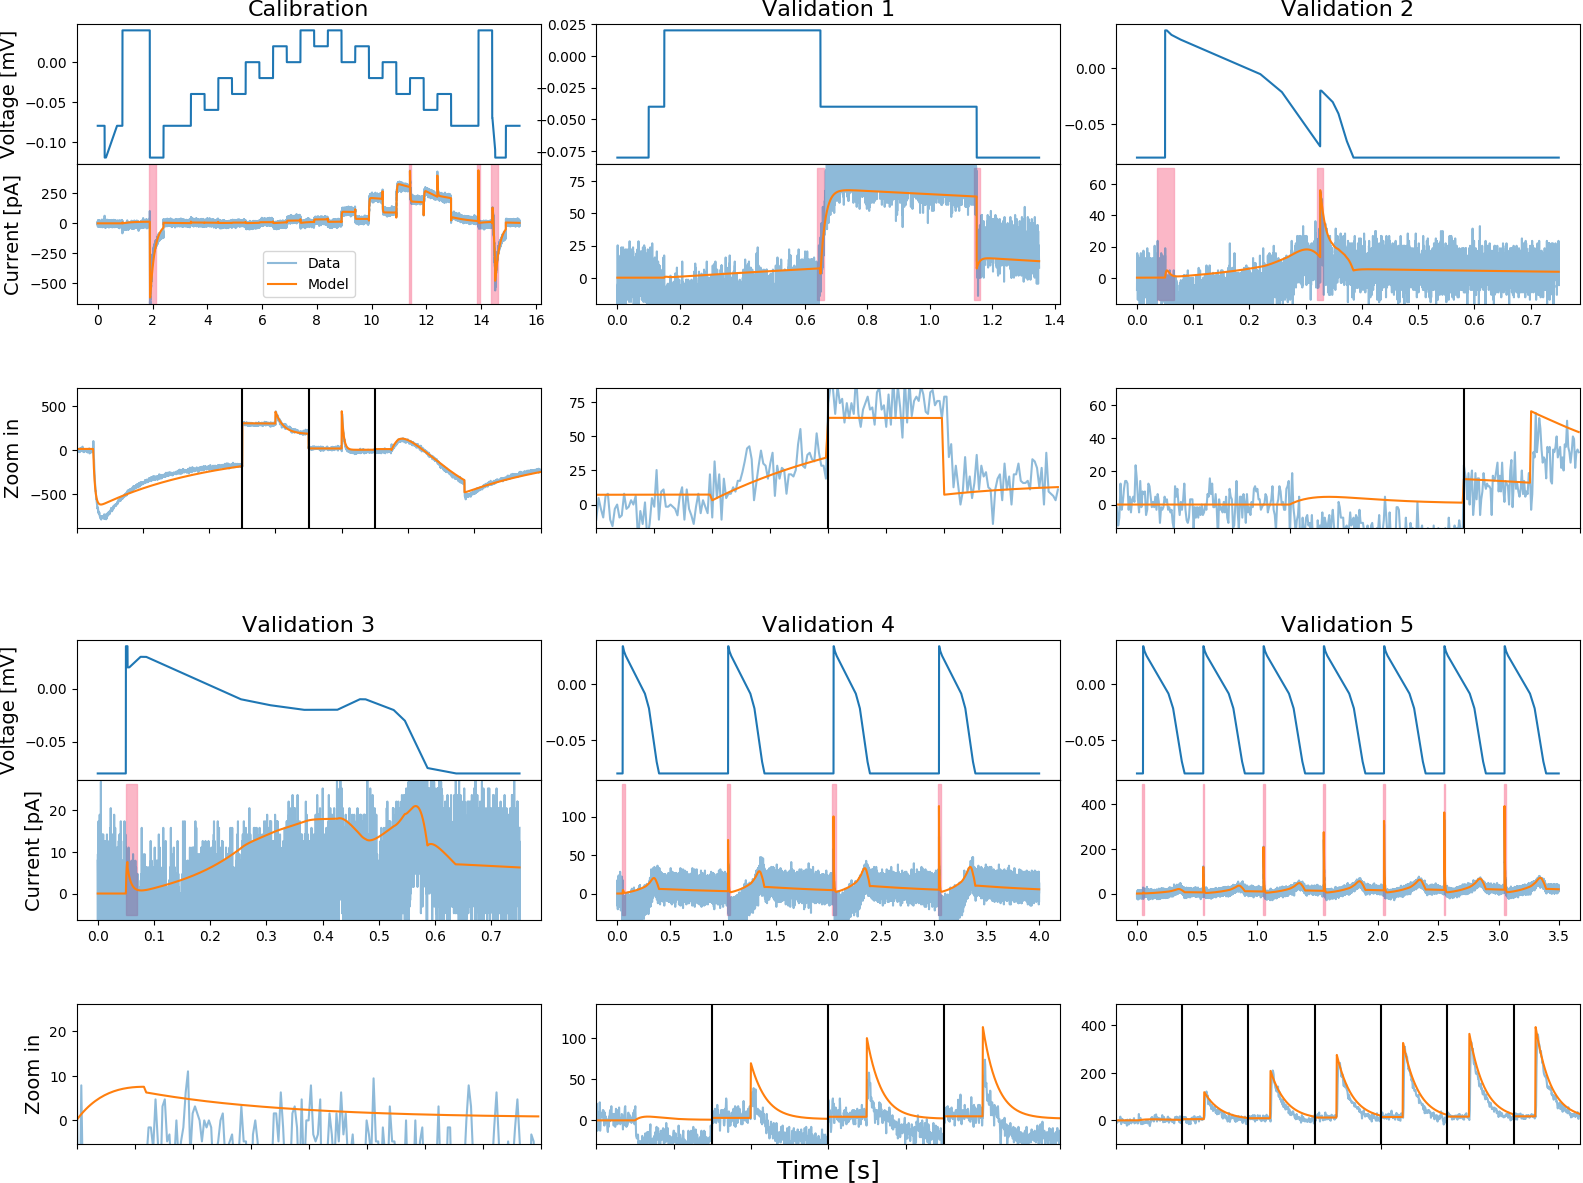 Calibration
Validation 1
Validation 2
Voltage [mV]
0.00
−0.05
−0.10
0.025
0.000
−0.025
−0.050
−0.075
0.00
−0.05
Current [pA]
250
0
−250
−500
Data
Model
75
50
25
0
60
40
20
0
0 2 4 6 8 10 12 14 16
0.0 0.2 0.4 0.6 0.8 1.0 1.2 1.4
0.0 0.1 0.2 0.3 0.4 0.5 0.6 0.7
Zoom in
500
0
−500
75
50
25
0
60
40
20
0
Validation 3
Validation 4
Validation 5
Voltage [mV]
0.00
−0.05
0.00
−0.05
0.00
−0.05
Current [pA]
20
10
0
100
50
0
400
200
0
0.0 0.1 0.2 0.3 0.4 0.5 0.6 0.7
0.0 0.5 1.0 1.5 2.0 2.5 3.0 3.5 4.0
0.0 0.5 1.0 1.5 2.0 2.5 3.0 3.5
Zoom in
20
10
0
100
50
0
400
200
0
Time [s]